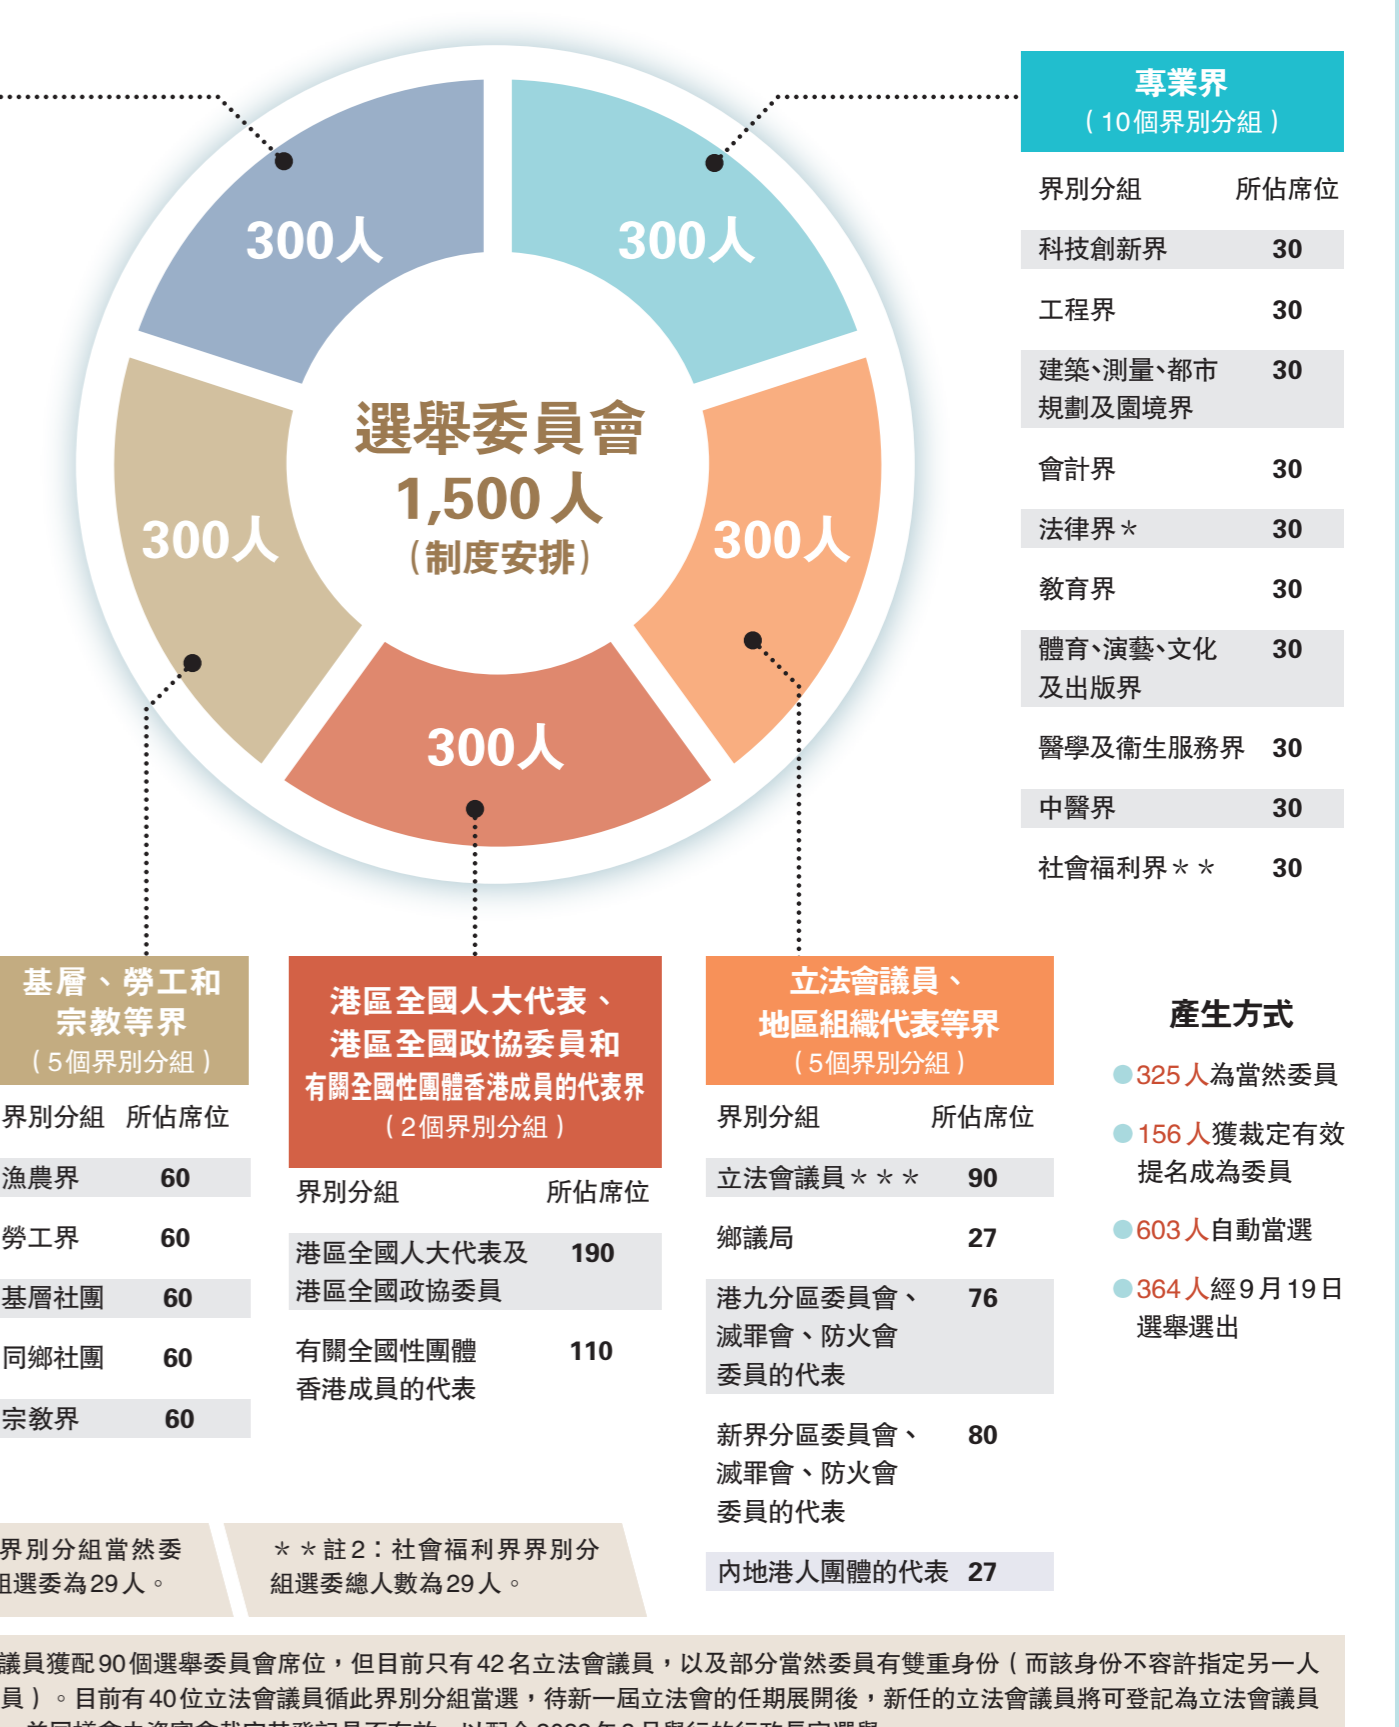 300人
300人
300人
300人
300人
選舉委員會
1,500人
(制度安排)
專業界
(10個界別分組)
界別分組 所佔席位
科技創新界 30
工程界 30
建築、測量、都市 30
規劃及園境界
會計界 30
法律界＊ 30
教育界 30
體育、演藝、文化 30
及出版界
醫學及衞生服務界 30
中醫界 30
社會福利界＊＊ 30
基層、勞工和
宗教等界
(5個界別分組)
界別分組 所佔席位
漁農界 60
勞工界 60
基層社團 60
同鄉社團 60
宗教界 60
港區全國人大代表、
港區全國政協委員和
有關全國性團體香港成員的代表界
(2個界別分組)
界別分組 所佔席位
港區全國人大代表及 190
港區全國政協委員
有關全國性團體 110
香港成員的代表
立法會議員、
地區組織代表等界
(5個界別分組)
界別分組 所佔席位
立法會議員＊＊＊ 90
鄉議局 27
港九分區委員會、 76
滅罪會、防火會
委員的代表
新界分區委員會、 80
滅罪會、防火會
委員的代表
內地港人團體的代表 27
產生方式
325人為當然委員
156人獲裁定有效
提名成為委員
603人自動當選
364人經9月19日
選舉選出
界別分組當然委
組選委為29人。
＊＊註2：社會福利界界別分
組選委總人數為29人。
議員獲配90個選舉委員會席位，但目前只有42名立法會議員，以及部分當然委員有雙重身份(而該身份不容許指定另一人
員)。目前有40位立法會議員循此界別分組當選，待新一屆立法會的任期展開後，新任的立法會議員將可登記為立法會議員